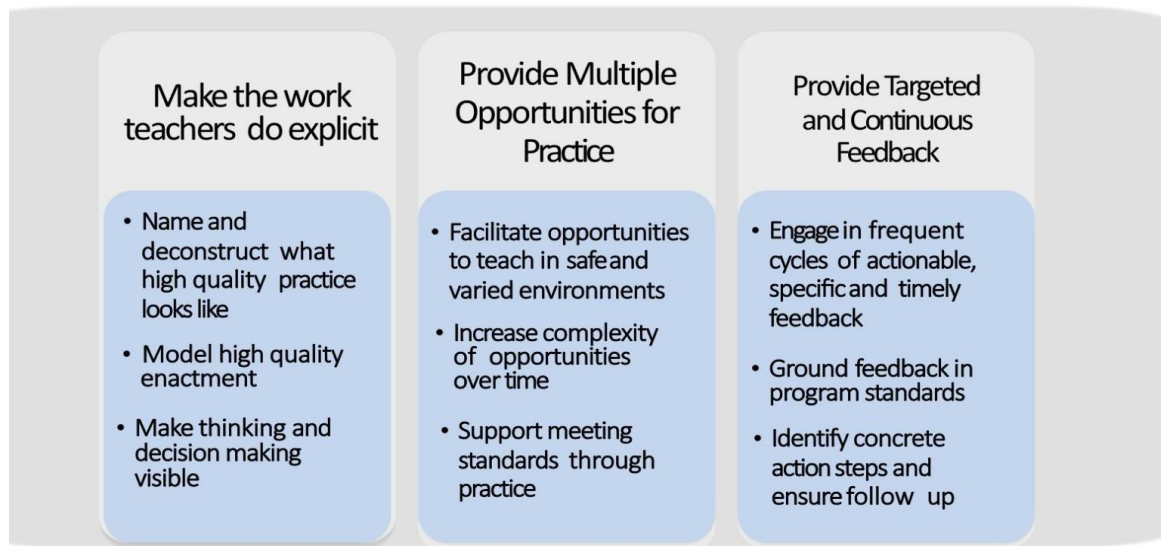 Make the work
teachers do explicit
• Name and
deconstruct what
high quality practice
looks like
• Model high quality
enactment
• Make thinking and
decision making
visible
Provide Multiple
Opportunities for
Practice
• Facilitate opportunities
to teach in safe and
varied environments
• Increase complexity
of opportunities
over time
• Support meeting
standards through
practice
Provide Targeted
and Continuous
Feedback
• Engage in frequent
cycles of actionable,
specific and timely
feedback
• Ground feedback in
program standards
• Identify concrete
action steps and
ensure follow up